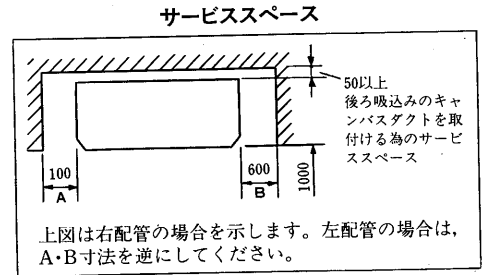 サービススペース
50以上
後ろ吸込みのキャ
ンバスダクトを取
付ける為のサービ
ススペース
100
A
600
B
1000
上図は右配管の場合を示します。左配管の場合は,
A・B寸法を逆にしてください。